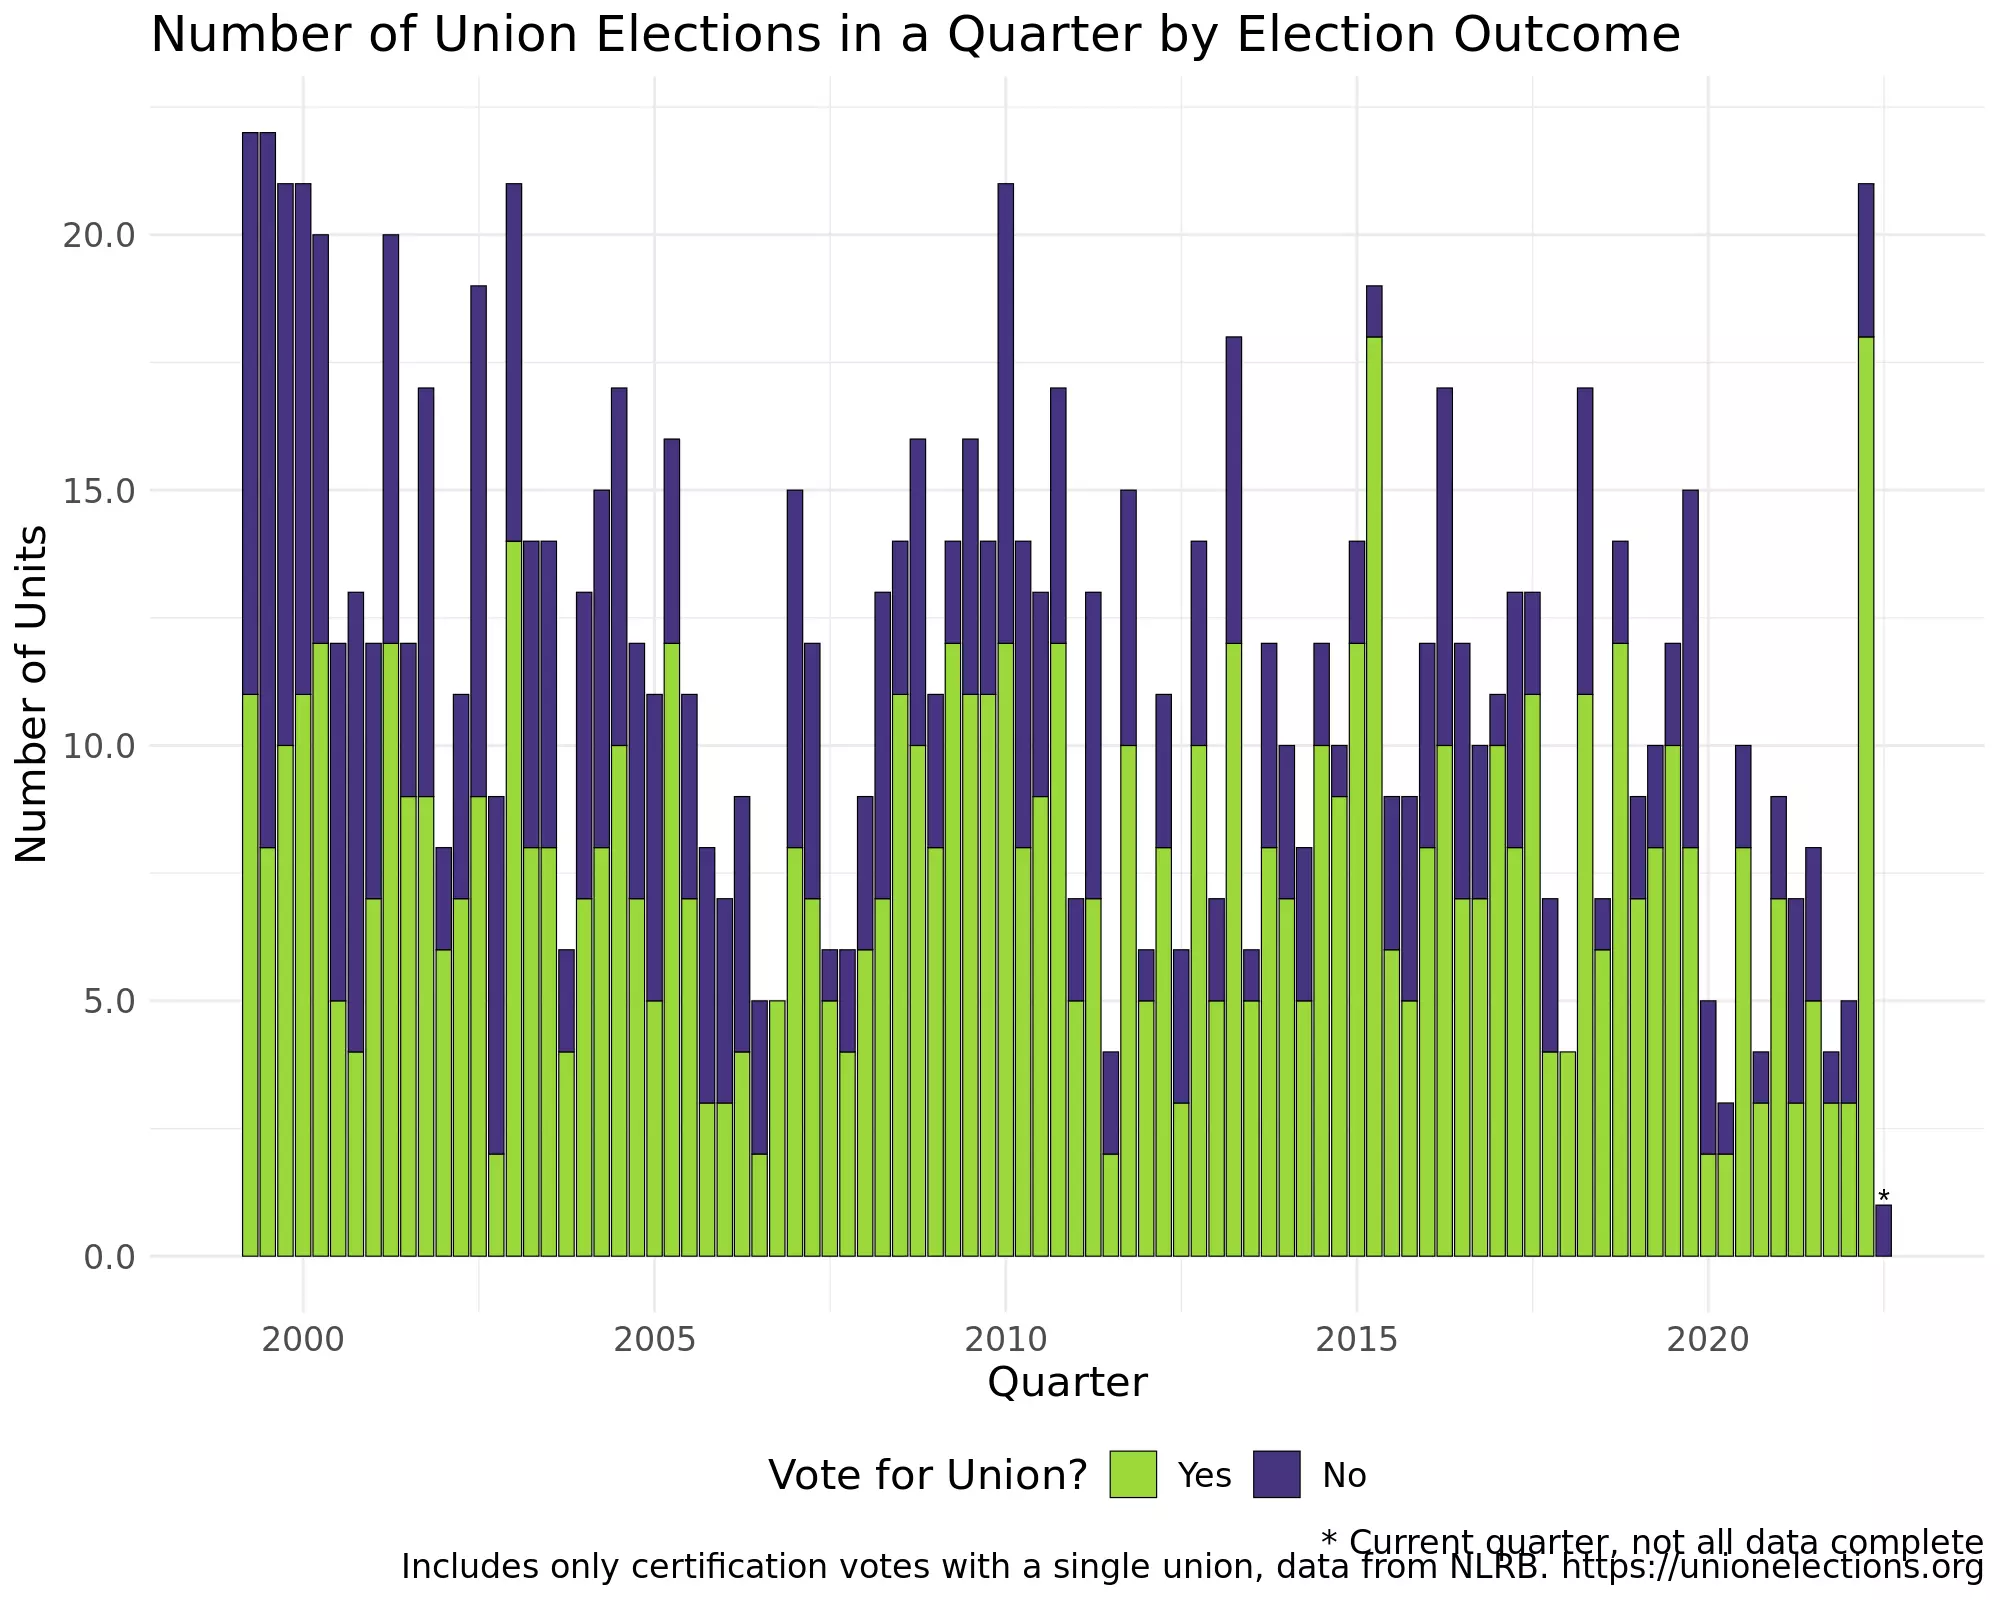 Number of Union Elections in a Quarter by Election Outcome
Number of Units
20.0
15.0
10.0
5.0
0.0
*
2000 2005 2010 2015 2020
Quarter
Vote for Union? Yes No
* Current quarter, not all data complete
Includes only certification votes with a single union, data from NLRB. https://unionelections.org